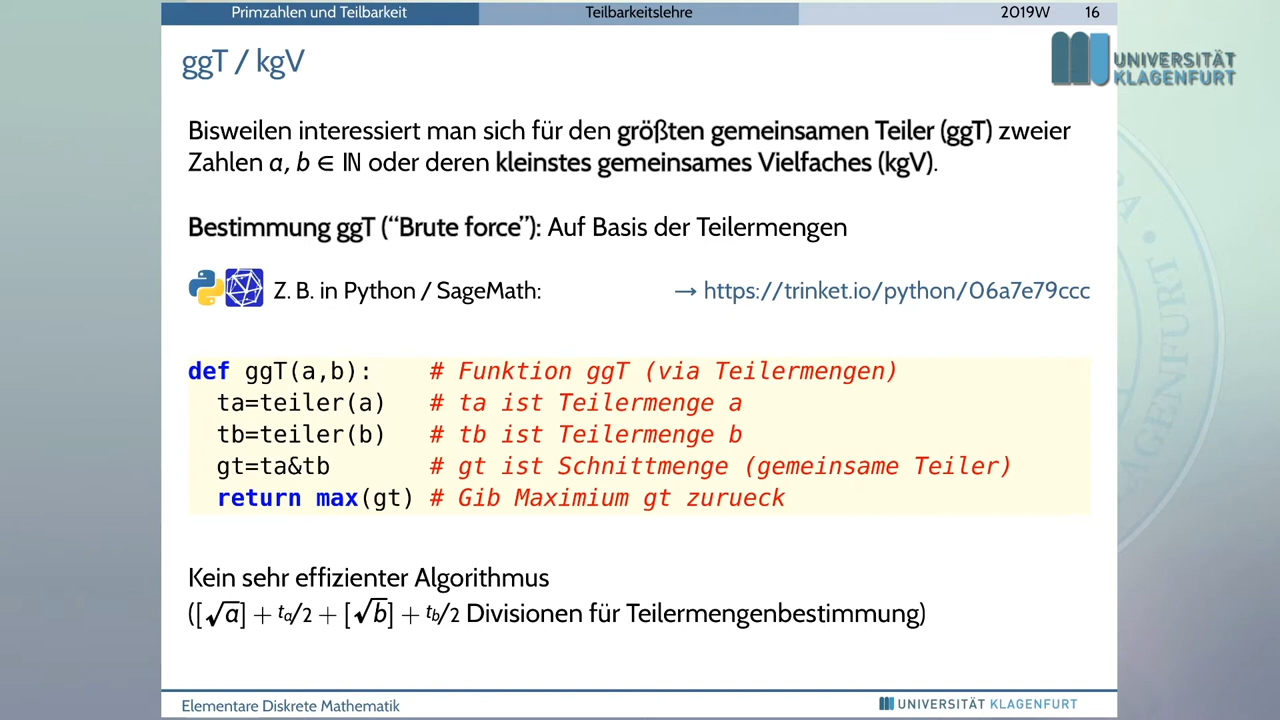 Primzahlen und Teilbarkeit Teilbarkeitslehre 2019W 16
ggT / kgV
UNIVERSITÄT
KLAGENFURT
Bisweilen interessiert man sich für den größten gemeinsamen Teiler (ggT) zweier
Zahlen a, b ∈ ℕ oder deren kleinstes gemeinsames Vielfaches (kgV).
Bestimmung ggT (“Brute force”): Auf Basis der Teilermengen
Z. B. in Python / SageMath: → https://trinket.io/python/06a7e79ccc
def ggT(a,b): # Funktion ggT (via Teilermengen)
ta=teiler(a) # ta ist Teilermenge a
tb=teiler(b) # tb ist Teilermenge b
gt=ta&tb # gt ist Schnittmenge (gemeinsame Teiler)
return max(gt) # Gib Maximium gt zurueck
Kein sehr effizienter Algorithmus
([√a] + tₐ/2 + [√b] + t_b/2 Divisionen für Teilermengenbestimmung)
Elementare Diskrete Mathematik UNIVERSITÄT KLAGENFURT